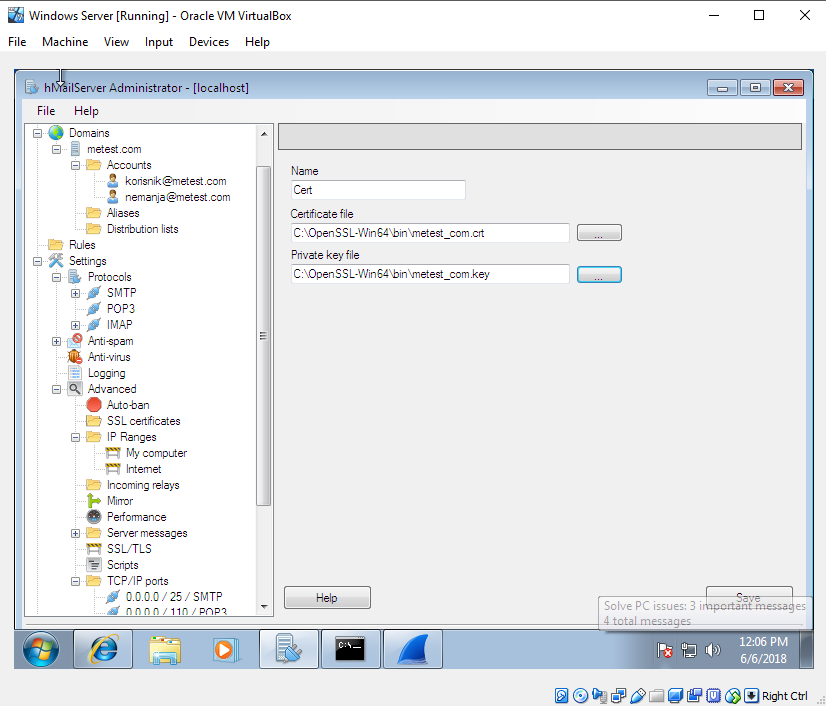 Windows Server [Running] - Oracle VM VirtualBox
File Machine View Input Devices Help
hMailServer Administrator - [localhost]
File Help
Domains
metest.com
Accounts
korisnik@metest.com
nemanja@metest.com
Aliases
Distribution lists
Rules
Settings
Protocols
SMTP
POP3
IMAP
Anti-spam
Anti-virus
Logging
Advanced
Auto-ban
SSL certificates
IP Ranges
My computer
Internet
Incoming relays
Mirror
Performance
Server messages
SSL/TLS
Scripts
TCP/IP ports
0.0.0.0 / 25 / SMTP
0.0.0.0 / 110 / POP3
Name
Cert
Certificate file
C:\OpenSSL-Win64\bin\metest_com.crt
...
Private key file
C:\OpenSSL-Win64\bin\metest_com.key
...
Help
Save
Solve PC issues: 3 important messages
4 total messages
C:\_
12:06 PM
6/6/2018
Right Ctrl